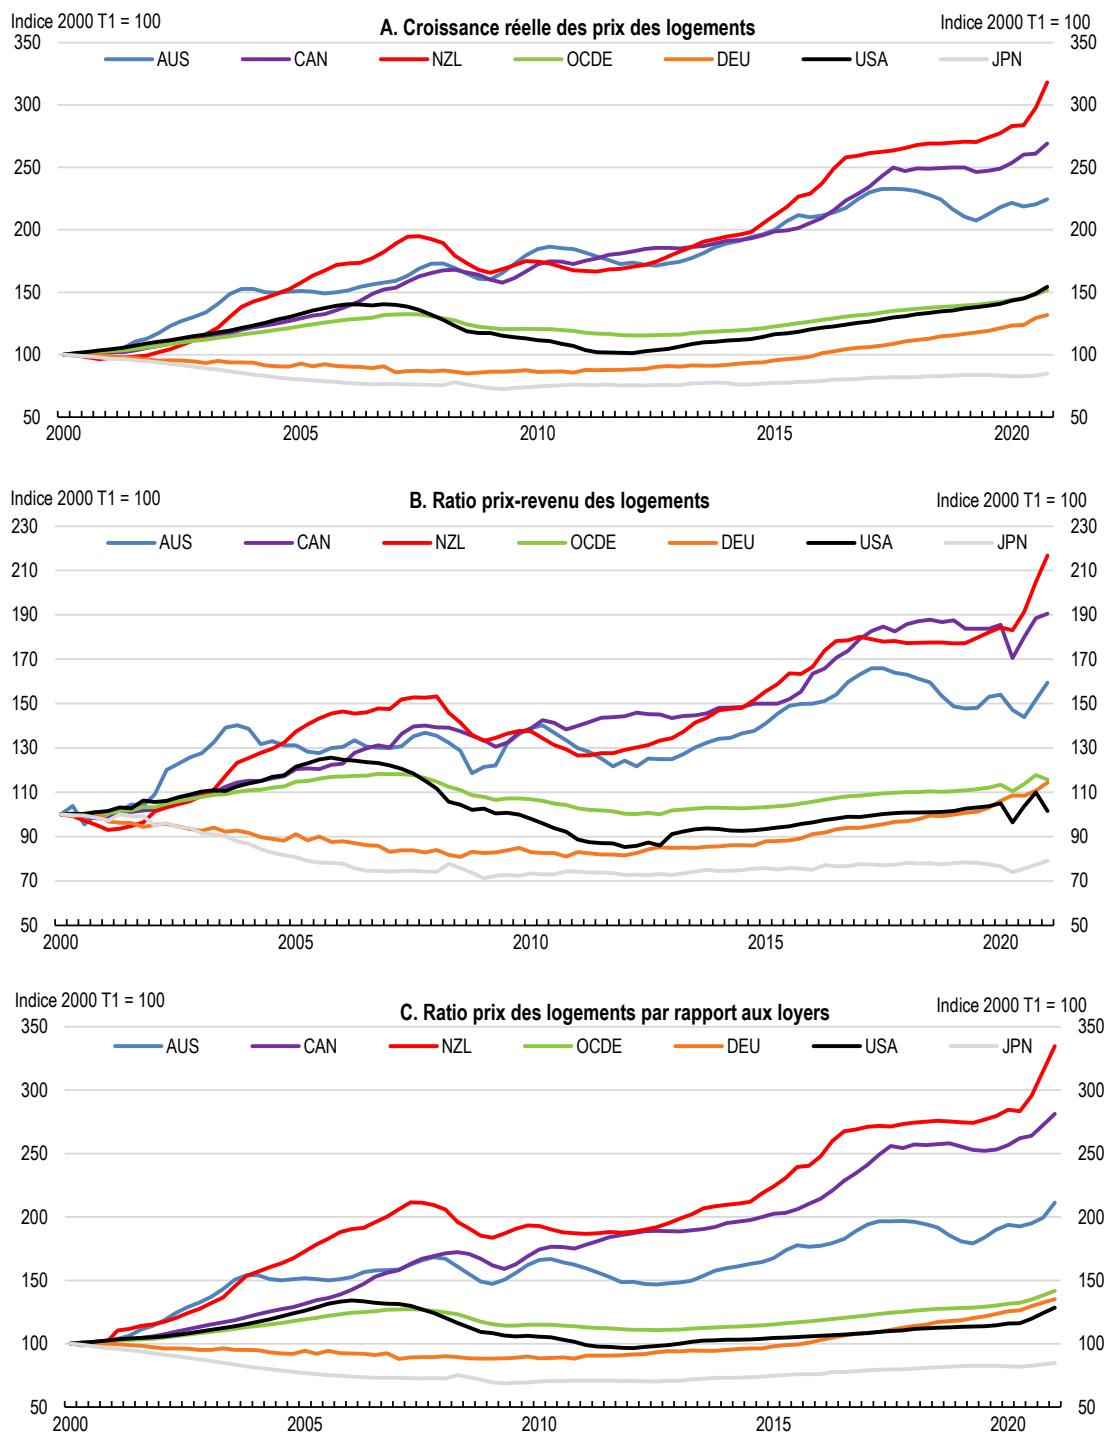 Indice 2000 T1 = 100
A. Croissance réelle des prix des logements
Indice 2000 T1 = 100
350 350
AUS CAN NZL OCDE DEU USA JPN
300 300
250 250
200 200
150 150
100 100
50 50
2000 2005 2010 2015 2020
Indice 2000 T1 = 100
B. Ratio prix-revenu des logements
Indice 2000 T1 = 100
230 230
AUS CAN NZL OCDE DEU USA JPN
210 210
190 190
170 170
150 150
130 130
110 110
90 90
70 70
50 50
2000 2005 2010 2015 2020
Indice 2000 T1 = 100
C. Ratio prix des logements par rapport aux loyers
Indice 2000 T1 = 100
350 350
AUS CAN NZL OCDE DEU USA JPN
300 300
250 250
200 200
150 150
100 100
50 50
2000 2005 2010 2015 2020